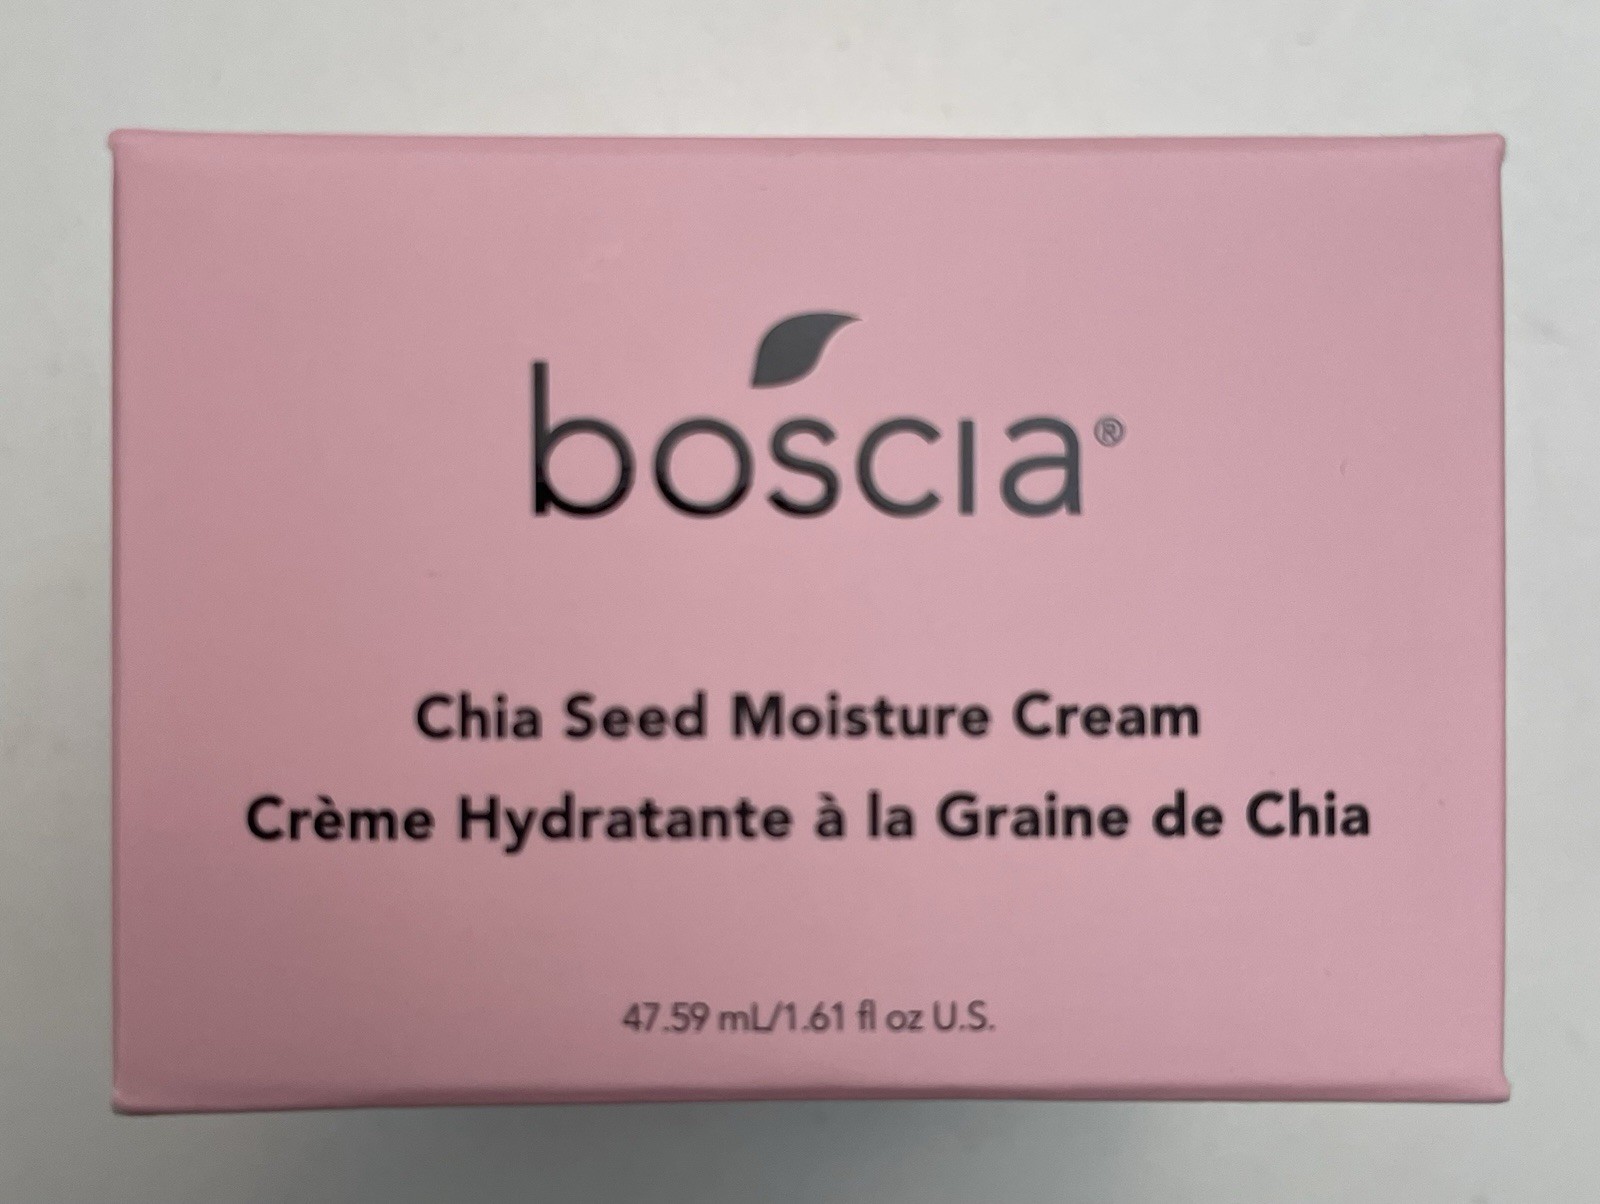 boscia®
Chia Seed Moisture Cream
Crème Hydratante à la Graine de Chia
47.59 mL/1.61 fl oz U.S.